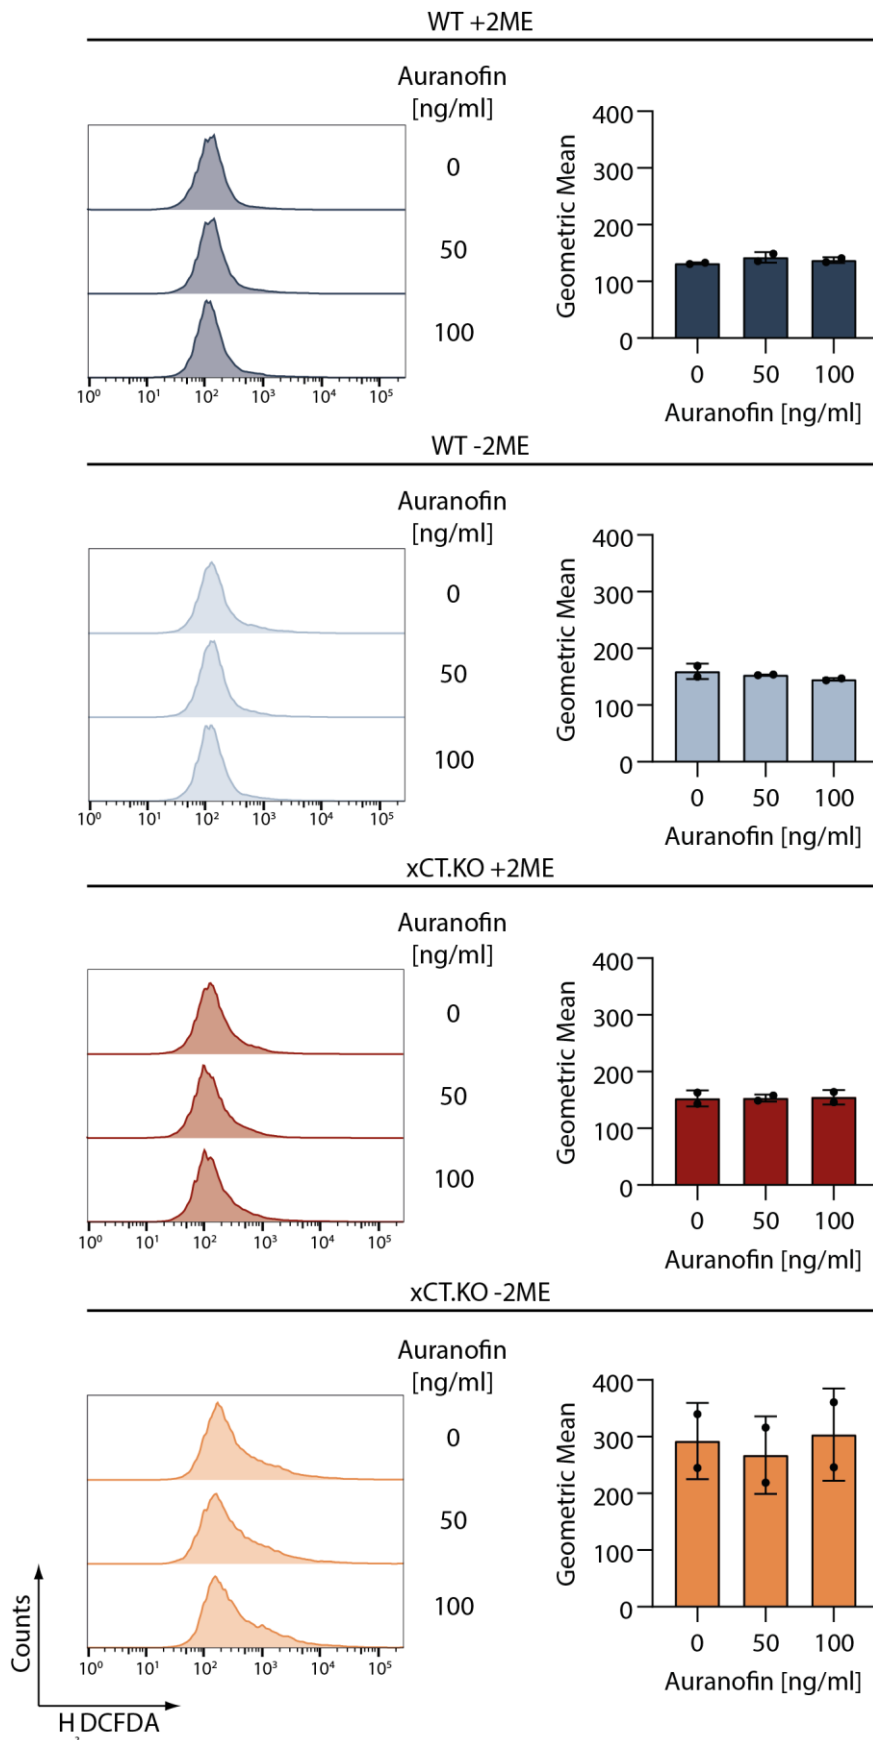 WT +2ME
Auranofin
[ng/ml]
0
50
100
10⁰ 10¹ 10² 10³ 10⁴ 10⁵
Geometric Mean
400
300
200
100
0
0 50 100
Auranofin [ng/ml]
WT -2ME
Auranofin
[ng/ml]
0
50
100
10⁰ 10¹ 10² 10³ 10⁴ 10⁵
Geometric Mean
400
300
200
100
0
0 50 100
Auranofin [ng/ml]
xCT.KO +2ME
Auranofin
[ng/ml]
0
50
100
10⁰ 10¹ 10² 10³ 10⁴ 10⁵
Geometric Mean
400
300
200
100
0
0 50 100
Auranofin [ng/ml]
xCT.KO -2ME
Auranofin
[ng/ml]
0
50
100
10⁰ 10¹ 10² 10³ 10⁴ 10⁵
Counts
H₂DCFDA
Geometric Mean
400
300
200
100
0
0 50 100
Auranofin [ng/ml]